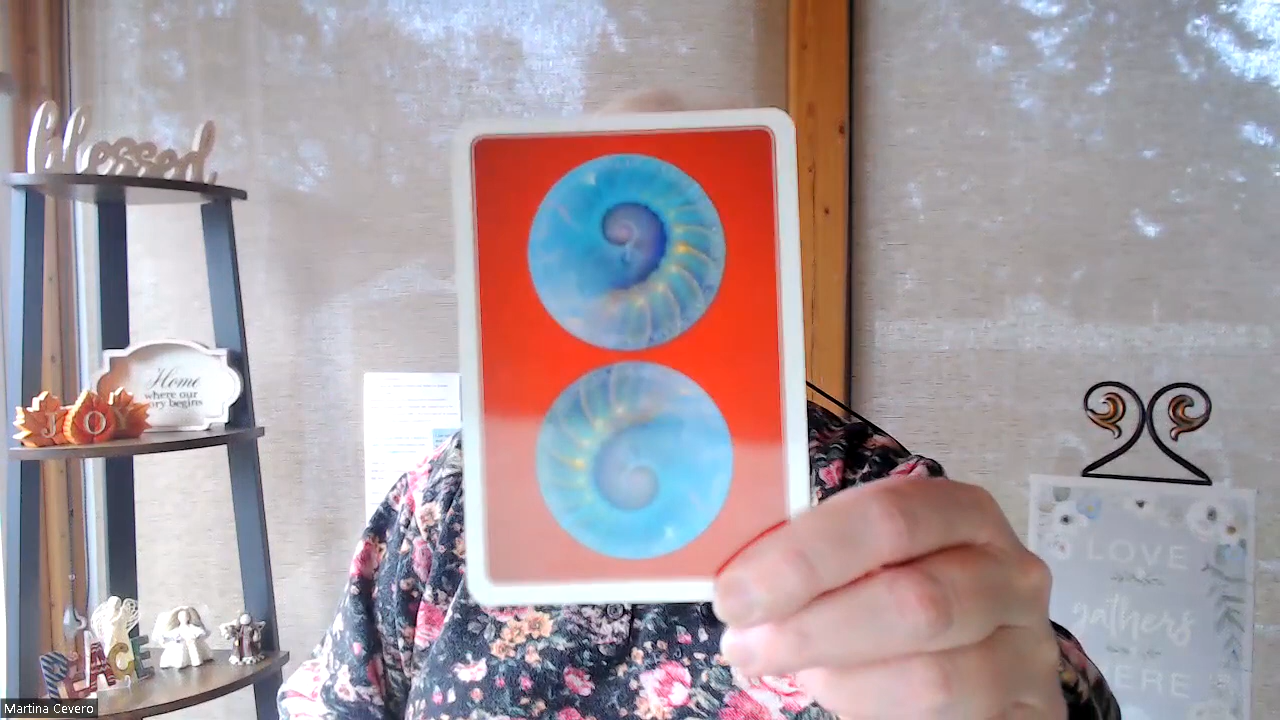 blessed
Home
where our
story begins
JOY
PEACE
LOVE
gathers
HERE
Martina Cevero